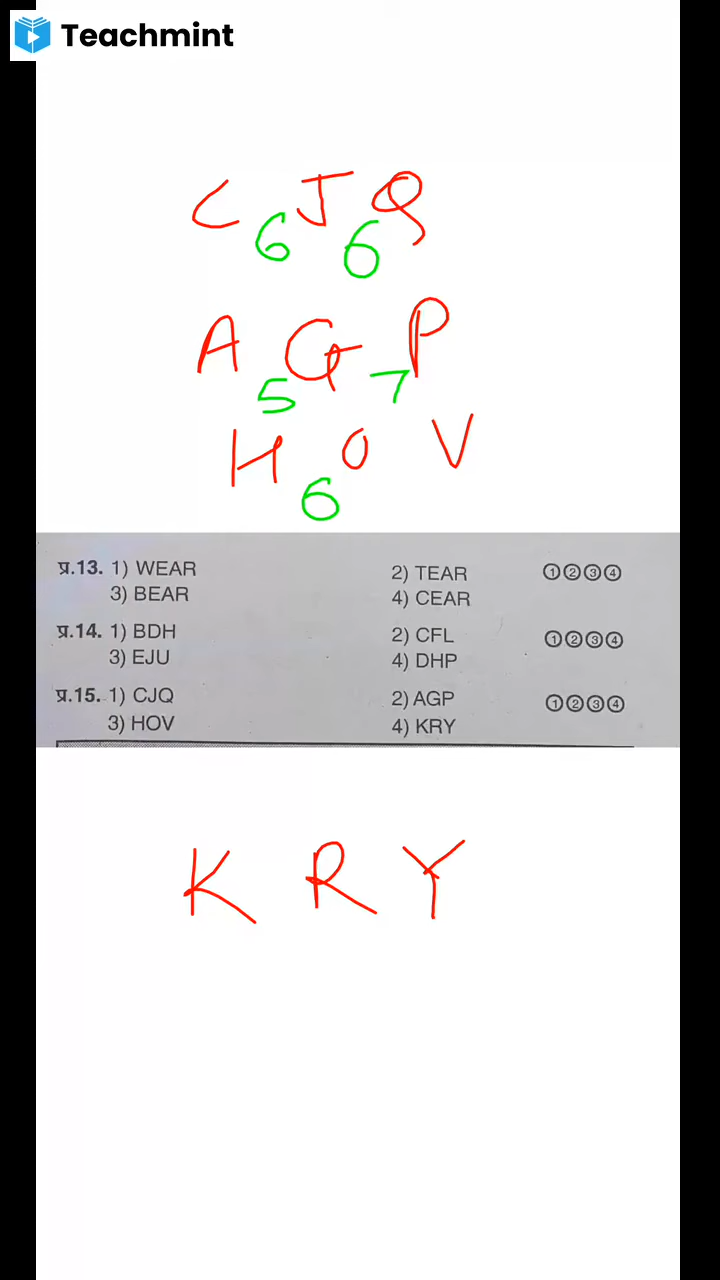 Teachmint
C 6 J 6 Q
A 5 G 7 P
H 6 O V
प्र.13. 1) WEAR 2) TEAR ①②③④
3) BEAR 4) CEAR
प्र.14. 1) BDH 2) CFL ①②③④
3) EJU 4) DHP
प्र.15. 1) CJQ 2) AGP ①②③④
3) HOV 4) KRY
K R Y